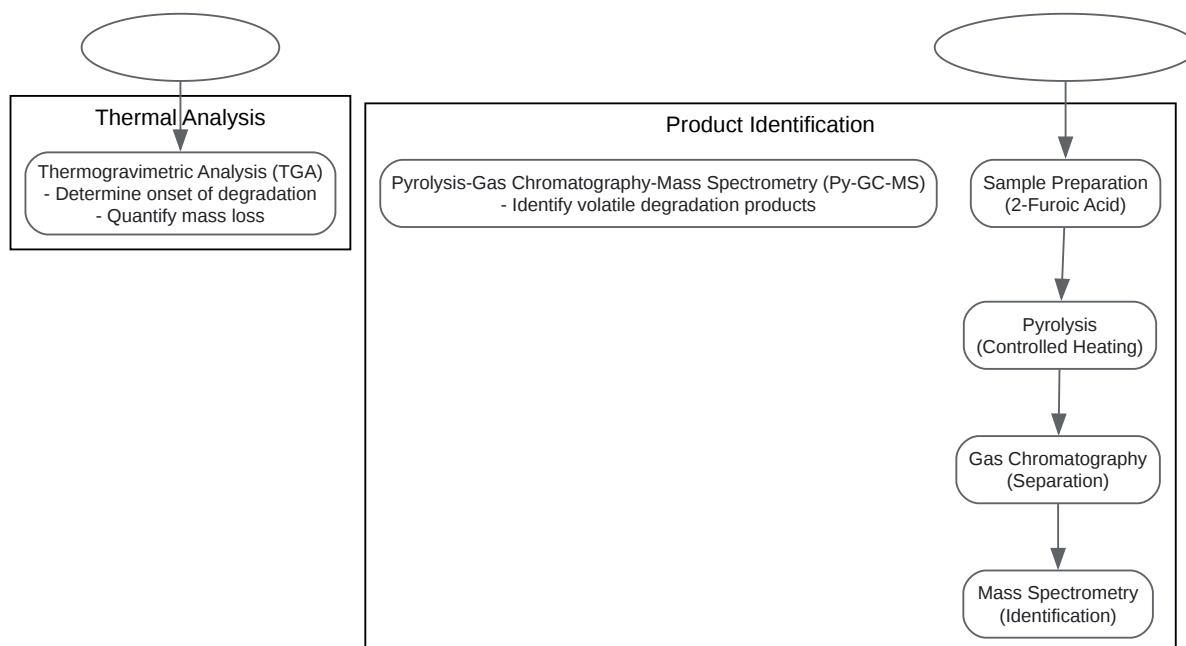 Thermal Analysis
Thermogravimetric Analysis (TGA)
- Determine onset of degradation
- Quantify mass loss
Product Identification
Pyrolysis-Gas Chromatography-Mass Spectrometry (Py-GC-MS)
- Identify volatile degradation products
Sample Preparation
(2-Furoic Acid)
Pyrolysis
(Controlled Heating)
Gas Chromatography
(Separation)
Mass Spectrometry
(Identification)